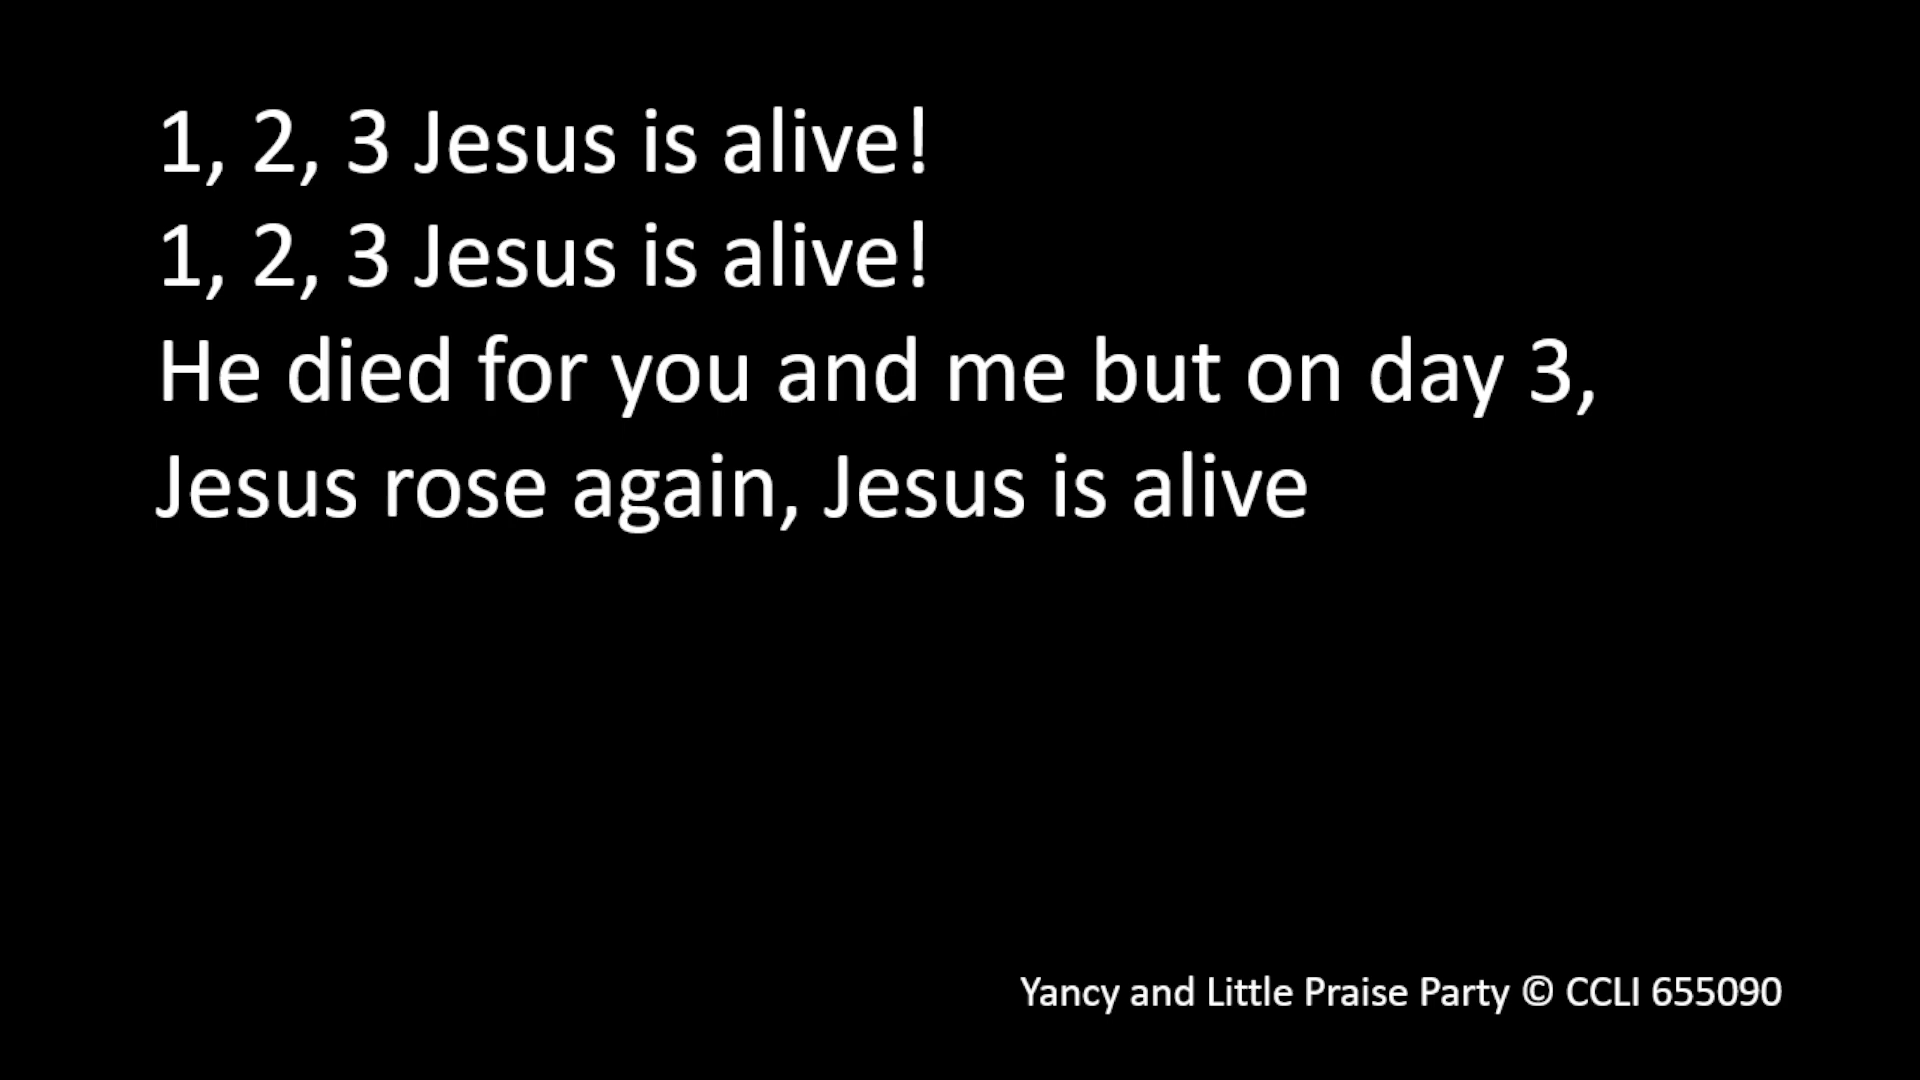 1, 2, 3 Jesus is alive!
1, 2, 3 Jesus is alive!
He died for you and me but on day 3,
Jesus rose again, Jesus is alive
Yancy and Little Praise Party © CCLI 655090